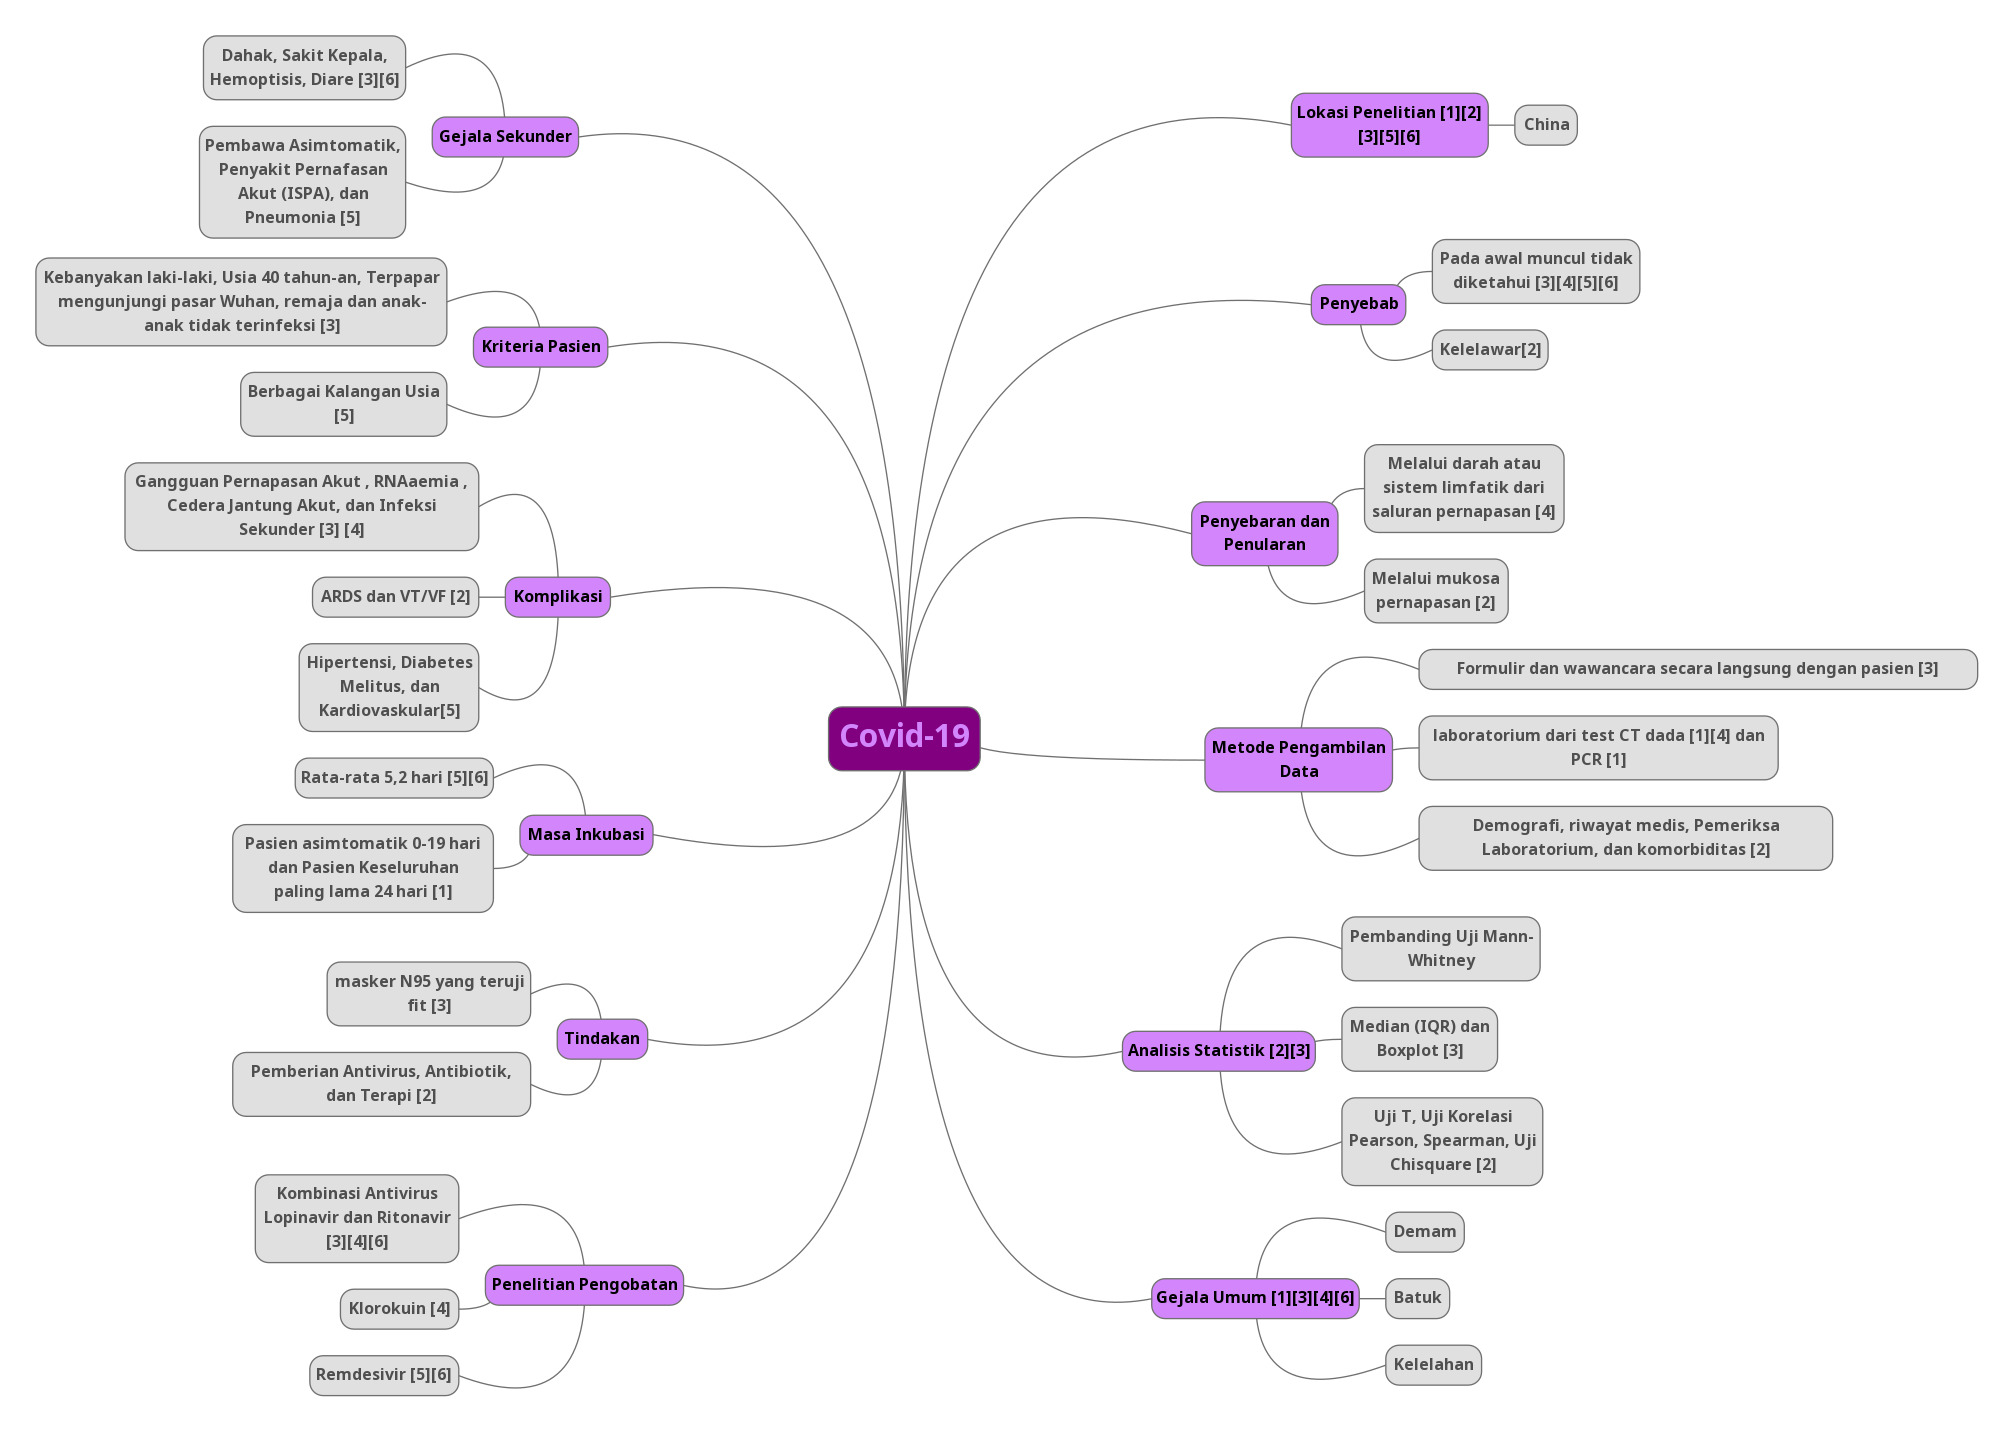 Covid-19
Gejala Sekunder
Dahak, Sakit Kepala,
Hemoptisis, Diare [3][6]
Pembawa Asimtomatik,
Penyakit Pernafasan
Akut (ISPA), dan
Pneumonia [5]
Kriteria Pasien
Kebanyakan laki-laki, Usia 40 tahun-an, Terpapar
mengunjungi pasar Wuhan, remaja dan anak-
anak tidak terinfeksi [3]
Berbagai Kalangan Usia
[5]
Komplikasi
Gangguan Pernapasan Akut , RNAaemia ,
Cedera Jantung Akut, dan Infeksi
Sekunder [3] [4]
ARDS dan VT/VF [2]
Hipertensi, Diabetes
Melitus, dan
Kardiovaskular[5]
Masa Inkubasi
Rata-rata 5,2 hari [5][6]
Pasien asimtomatik 0-19 hari
dan Pasien Keseluruhan
paling lama 24 hari [1]
Tindakan
masker N95 yang teruji
fit [3]
Pemberian Antivirus, Antibiotik,
dan Terapi [2]
Penelitian Pengobatan
Kombinasi Antivirus
Lopinavir dan Ritonavir
[3][4][6]
Klorokuin [4]
Remdesivir [5][6]
Lokasi Penelitian [1][2]
[3][5][6]
China
Penyebab
Pada awal muncul tidak
diketahui [3][4][5][6]
Kelelawar[2]
Penyebaran dan
Penularan
Melalui darah atau
sistem limfatik dari
saluran pernapasan [4]
Melalui mukosa
pernapasan [2]
Metode Pengambilan
Data
Formulir dan wawancara secara langsung dengan pasien [3]
laboratorium dari test CT dada [1][4] dan
PCR [1]
Demografi, riwayat medis, Pemeriksa
Laboratorium, dan komorbiditas [2]
Analisis Statistik [2][3]
Pembanding Uji Mann-
Whitney
Median (IQR) dan
Boxplot [3]
Uji T, Uji Korelasi
Pearson, Spearman, Uji
Chisquare [2]
Gejala Umum [1][3][4][6]
Demam
Batuk
Kelelahan